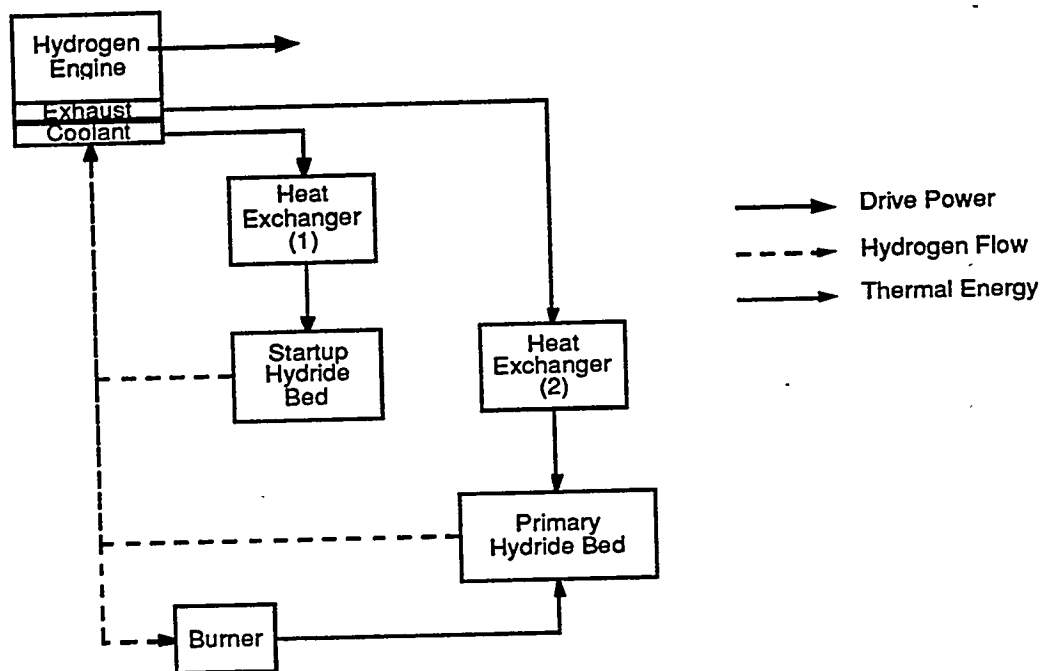 Hydrogen
Engine
Exhaust
Coolant
Heat
Exchanger
(1)
Startup
Hydride
Bed
Heat
Exchanger
(2)
Primary
Hydride Bed
Burner
Drive Power
Hydrogen Flow
Thermal Energy